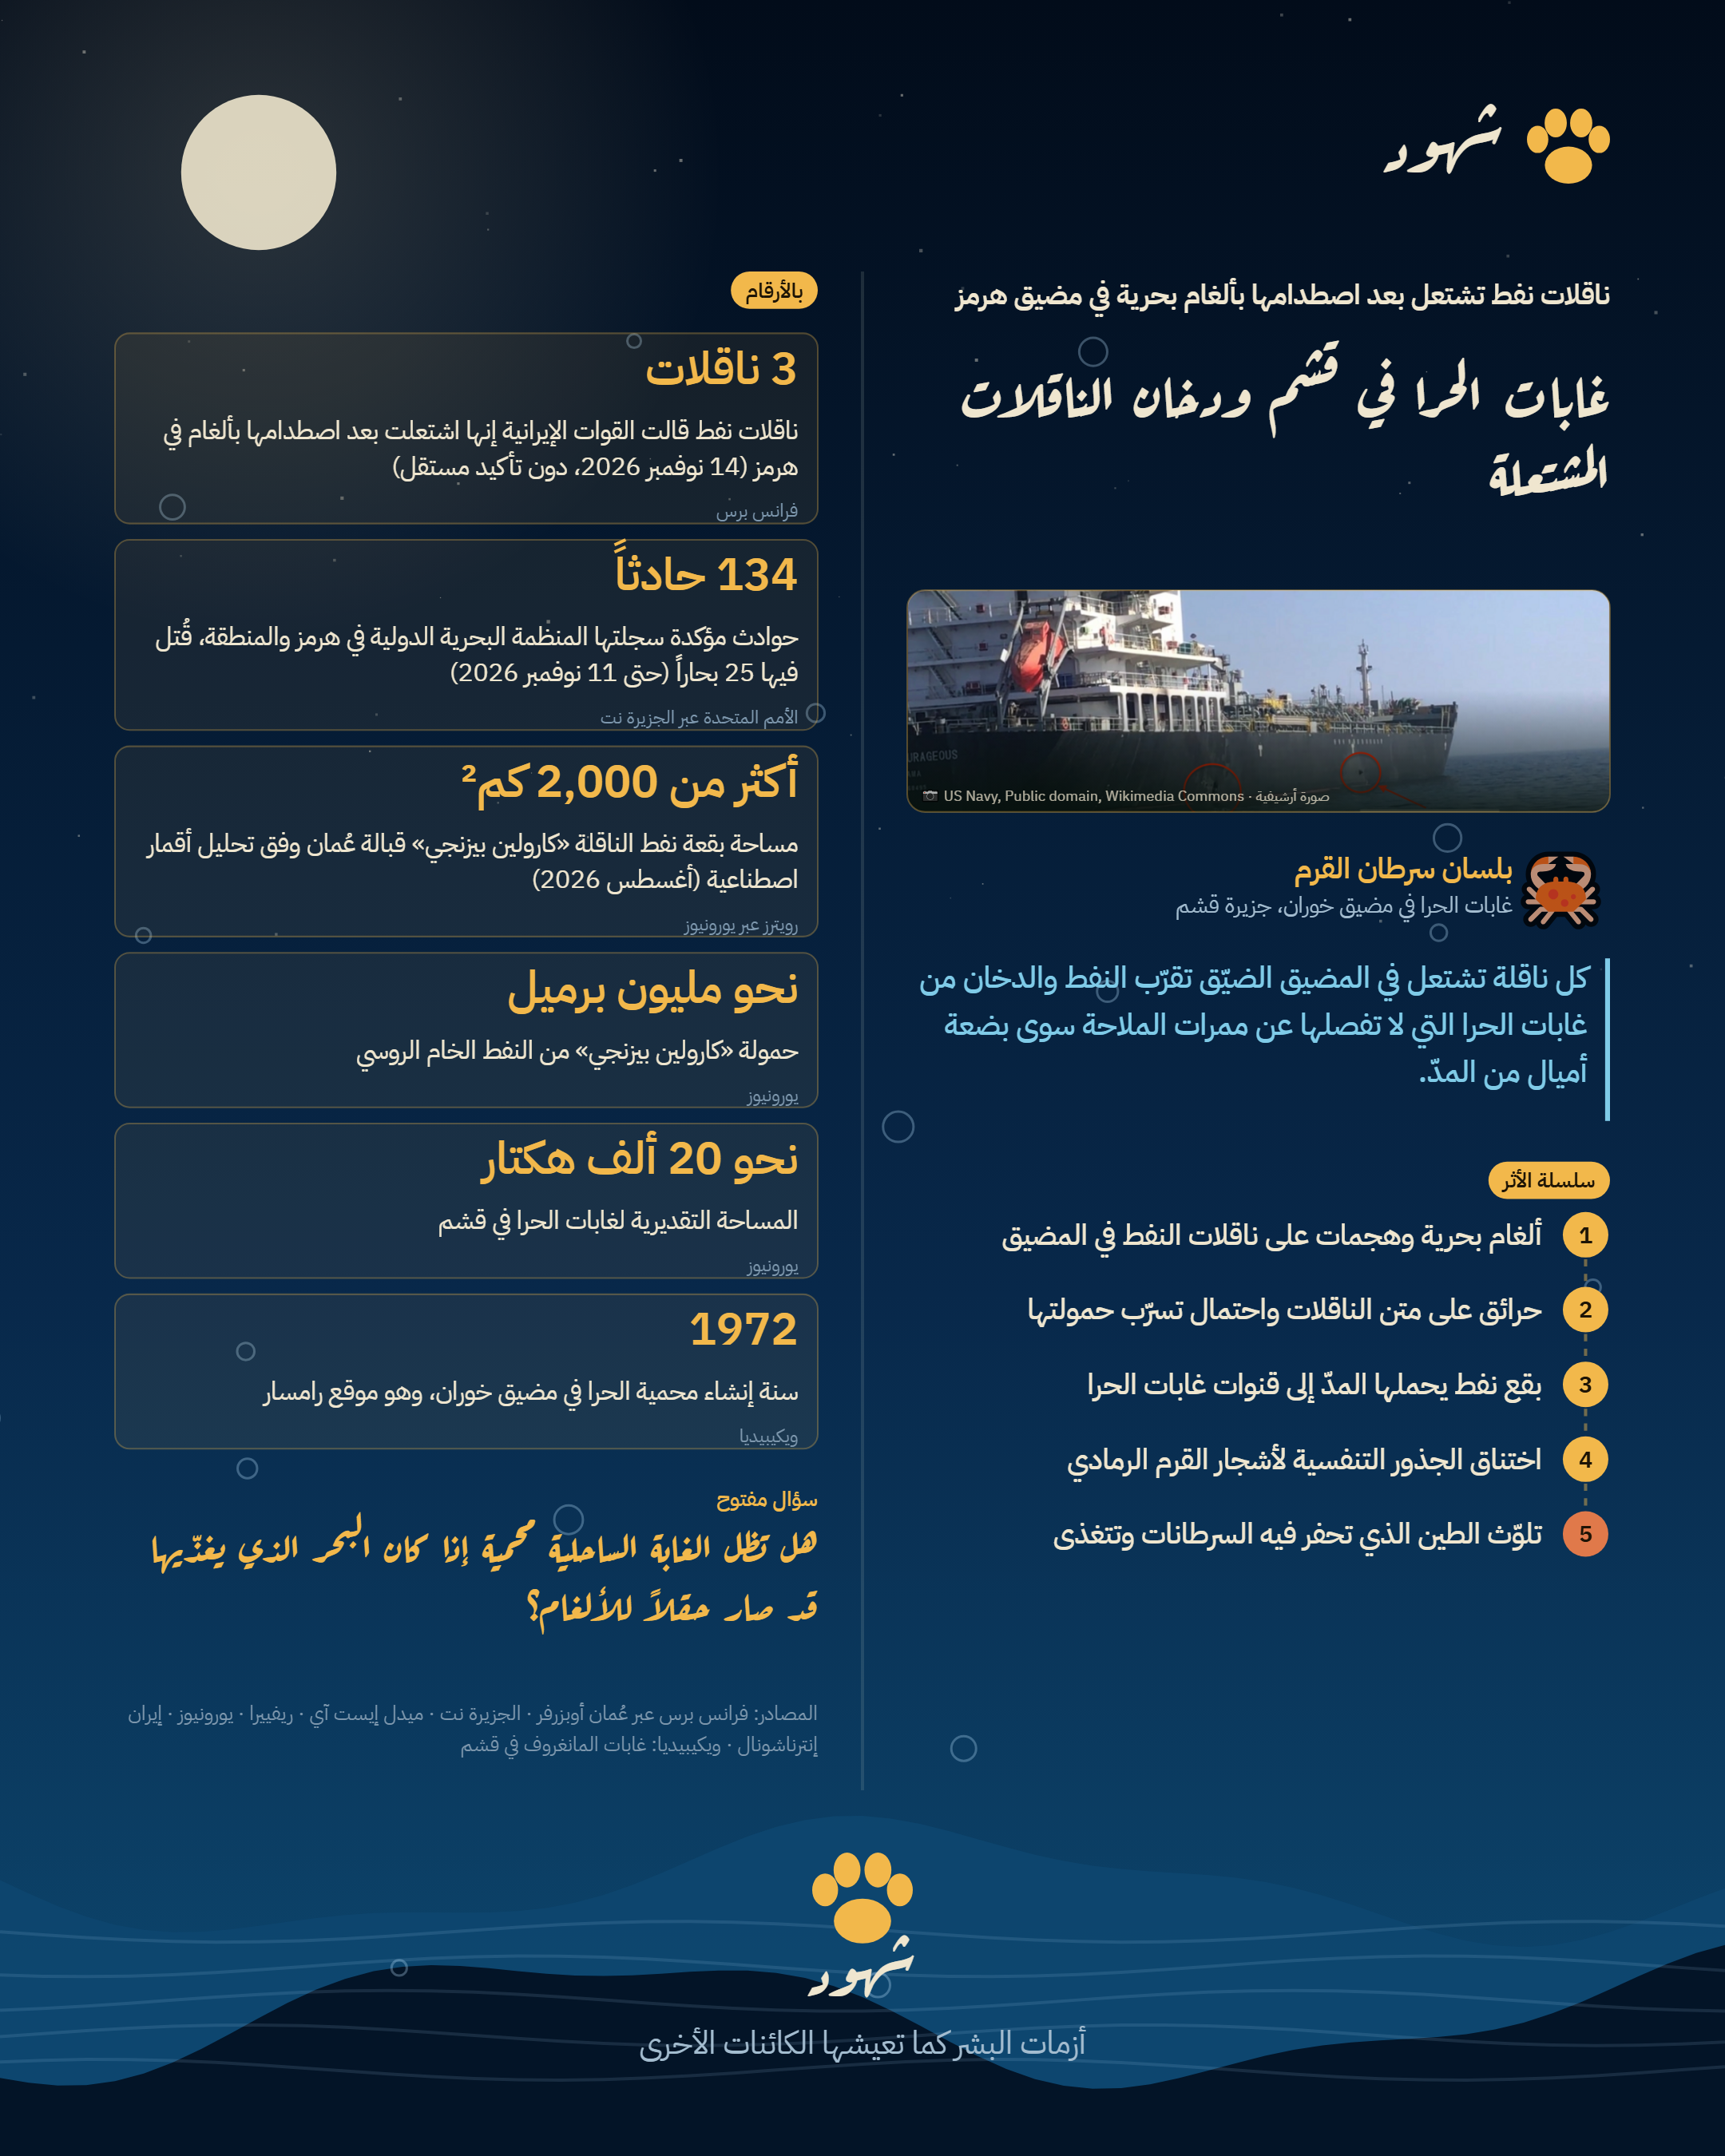 شهود
ناقلات نفط تشتعل بعد اصطدامها بألغام بحرية في مضيق هرمز
غابات الحرا في قشم ودخان الناقلات
المشتعلة
URAGEOUS
📷 US Navy, Public domain, Wikimedia Commons · صورة أرشيفية
بلسان سرطان القرم
غابات الحرا في مضيق خوران، جزيرة قشم
كل ناقلة تشتعل في المضيق الضيّق تقرّب النفط والدخان من
غابات الحرا التي لا تفصلها عن ممرات الملاحة سوى بضعة
أميال من المدّ.
سلسلة الأثر
1 ألغام بحرية وهجمات على ناقلات النفط في المضيق
2 حرائق على متن الناقلات واحتمال تسرّب حمولتها
3 بقع نفط يحملها المدّ إلى قنوات غابات الحرا
4 اختناق الجذور التنفسية لأشجار القرم الرمادي
5 تلوّث الطين الذي تحفر فيه السرطانات وتتغذى
بالأرقام
3 ناقلات
ناقلات نفط قالت القوات الإيرانية إنها اشتعلت بعد اصطدامها بألغام في
هرمز (14 نوفمبر 2026، دون تأكيد مستقل)
فرانس برس
134 حادثاً
حوادث مؤكدة سجلتها المنظمة البحرية الدولية في هرمز والمنطقة، قُتل
فيها 25 بحاراً (حتى 11 نوفمبر 2026)
الأمم المتحدة عبر الجزيرة نت
أكثر من 2,000 كم²
مساحة بقعة نفط الناقلة «كارولين بيزنجي» قبالة عُمان وفق تحليل أقمار
اصطناعية (أغسطس 2026)
رويترز عبر يورونيوز
نحو مليون برميل
حمولة «كارولين بيزنجي» من النفط الخام الروسي
يورونيوز
نحو 20 ألف هكتار
المساحة التقديرية لغابات الحرا في قشم
يورونيوز
1972
سنة إنشاء محمية الحرا في مضيق خوران، وهو موقع رامسار
ويكيبيديا
سؤال مفتوح
هل تظل الغابة الساحلية محمية إذا كان البحر الذي يغذّيها
قد صار حقلاً للألغام؟
المصادر: فرانس برس عبر عُمان أوبزرفر · الجزيرة نت · ميدل إيست آي · ريفييرا · يورونيوز · إيران
إنترناشونال · ويكيبيديا: غابات المانغروف في قشم
شهود
أزمات البشر كما تعيشها الكائنات الأخرى